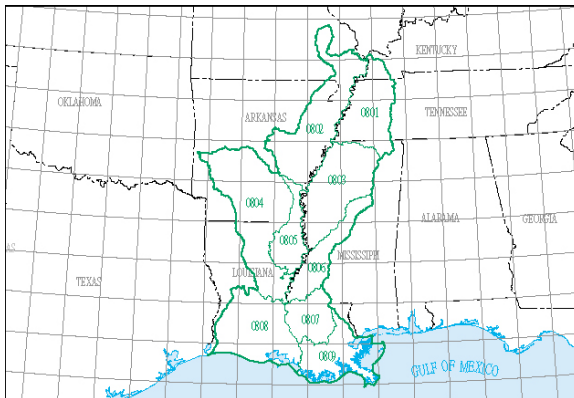 KENTUCKY
OKLAHOMA
ARKANSAS
0801
TENNESSEE
0802
0803
0804
ALABAMA
GEORGIA
0805
AS
TEXAS
LOUISIANA
0806
MISSISSIPPI
0808
0807
0809
GULF OF MEXICO